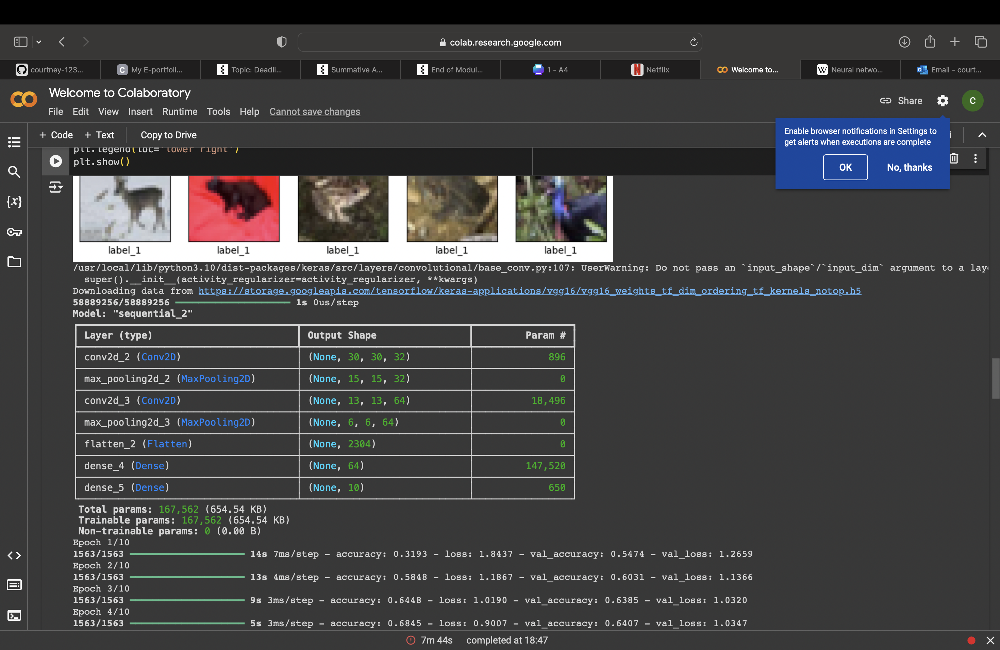 colab.research.google.com
courtney-123...
C My E-portfoli...
Topic: Deadli...
Summative A...
End of Modul...
1 - A4
N Netflix
Welcome to...
W Neural netwo...
Email - court...
Welcome to Colaboratory
File Edit View Insert Runtime Tools Help Cannot save changes
Share
C
+ Code + Text Copy to Drive
Enable browser notifications in Settings to
get alerts when executions are complete
OK No, thanks
plt.legend(loc='lower right')
plt.show()
{x}
label_1 label_1 label_1 label_1 label_1
/usr/local/lib/python3.10/dist-packages/keras/src/layers/convolutional/base_conv.py:107: UserWarning: Do not pass an `input_shape`/`input_dim` argument to a lay
super().__init__(activity_regularizer=activity_regularizer, **kwargs)
Downloading data from https://storage.googleapis.com/tensorflow/keras-applications/vgg16/vgg16_weights_tf_dim_ordering_tf_kernels_notop.h5
58889256/58889256 1s 0us/step
Model: "sequential_2"
Layer (type) Output Shape Param #
conv2d_2 (Conv2D) (None, 30, 30, 32) 896
max_pooling2d_2 (MaxPooling2D) (None, 15, 15, 32) 0
conv2d_3 (Conv2D) (None, 13, 13, 64) 18,496
max_pooling2d_3 (MaxPooling2D) (None, 6, 6, 64) 0
flatten_2 (Flatten) (None, 2304) 0
dense_4 (Dense) (None, 64) 147,520
dense_5 (Dense) (None, 10) 650
Total params: 167,562 (654.54 KB)
Trainable params: 167,562 (654.54 KB)
Non-trainable params: 0 (0.00 B)
Epoch 1/10
1563/1563 14s 7ms/step - accuracy: 0.3193 - loss: 1.8437 - val_accuracy: 0.5474 - val_loss: 1.2659
Epoch 2/10
1563/1563 13s 4ms/step - accuracy: 0.5848 - loss: 1.1867 - val_accuracy: 0.6031 - val_loss: 1.1366
Epoch 3/10
1563/1563 9s 3ms/step - accuracy: 0.6448 - loss: 1.0190 - val_accuracy: 0.6385 - val_loss: 1.0320
Epoch 4/10
1563/1563 5s 3ms/step - accuracy: 0.6845 - loss: 0.9007 - val_accuracy: 0.6407 - val_loss: 1.0347
7m 44s completed at 18:47